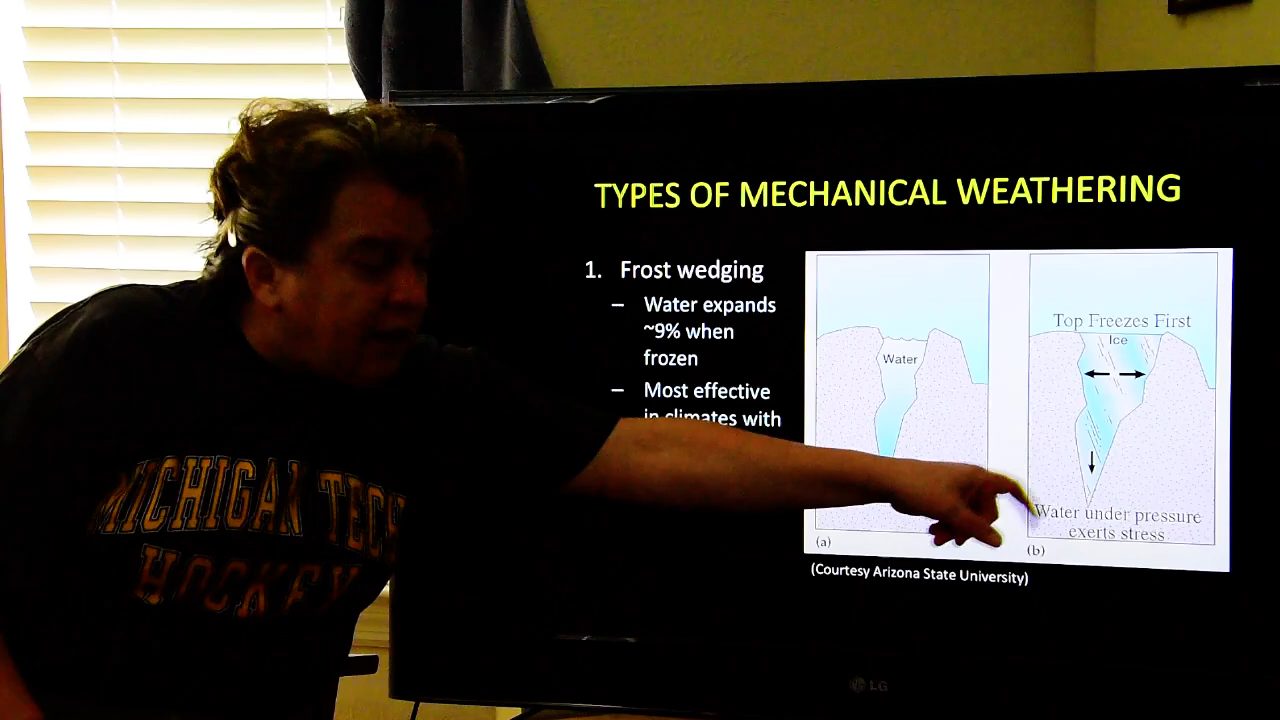 TYPES OF MECHANICAL WEATHERING
1. Frost wedging
– Water expands
~9% when
frozen
– Most effective
in climates with
Water
(a)
Top Freezes First
Ice
Water under pressure
exerts stress
(b)
(Courtesy Arizona State University)
MICHIGAN TECH
HOCKEY
LG